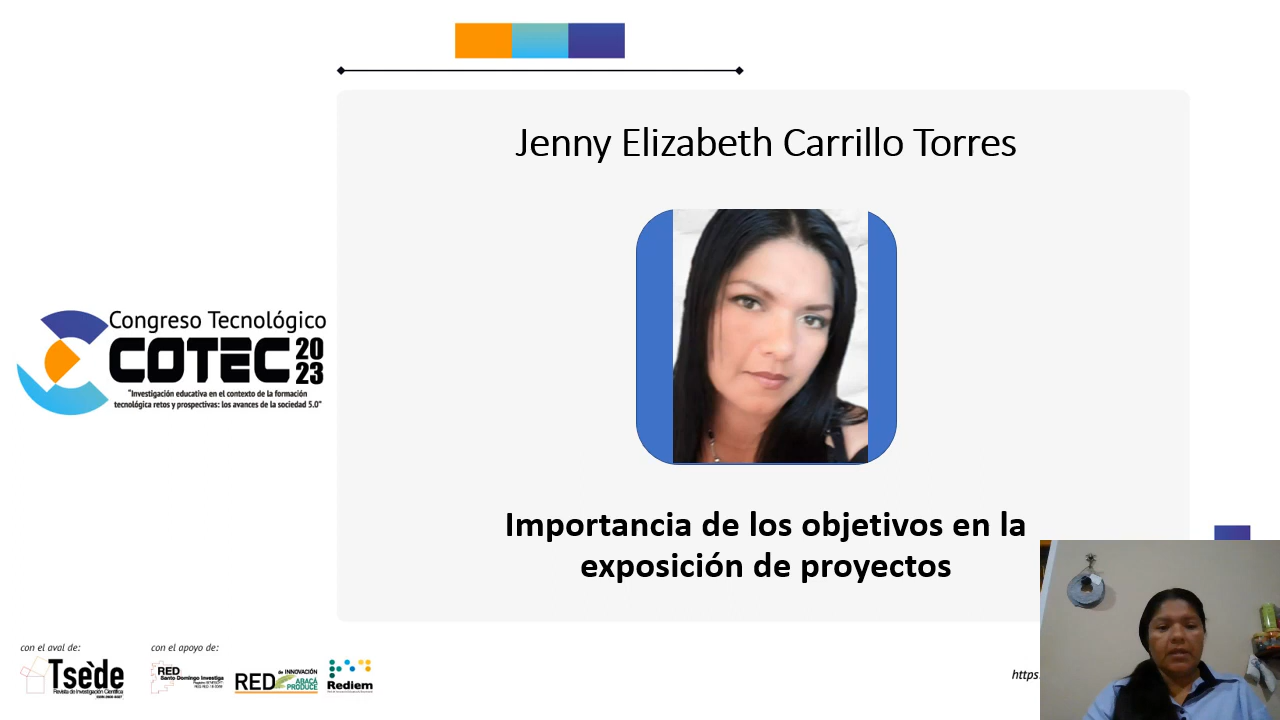 Jenny Elizabeth Carrillo Torres
Congreso Tecnológico
COTEC 2023
"Investigación educativa en el contexto de la formación
tecnológica retos y prospectivas: los avances de la sociedad 5.0"
Importancia de los objetivos en la
exposición de proyectos
con el aval de:
con el apoyo de:
Tsède
Revista de Investigación Científica
RED
Santo Domingo Investiga
RED de INNOVACIÓN
ABACÁ
PRODUCE
Rediem
https: